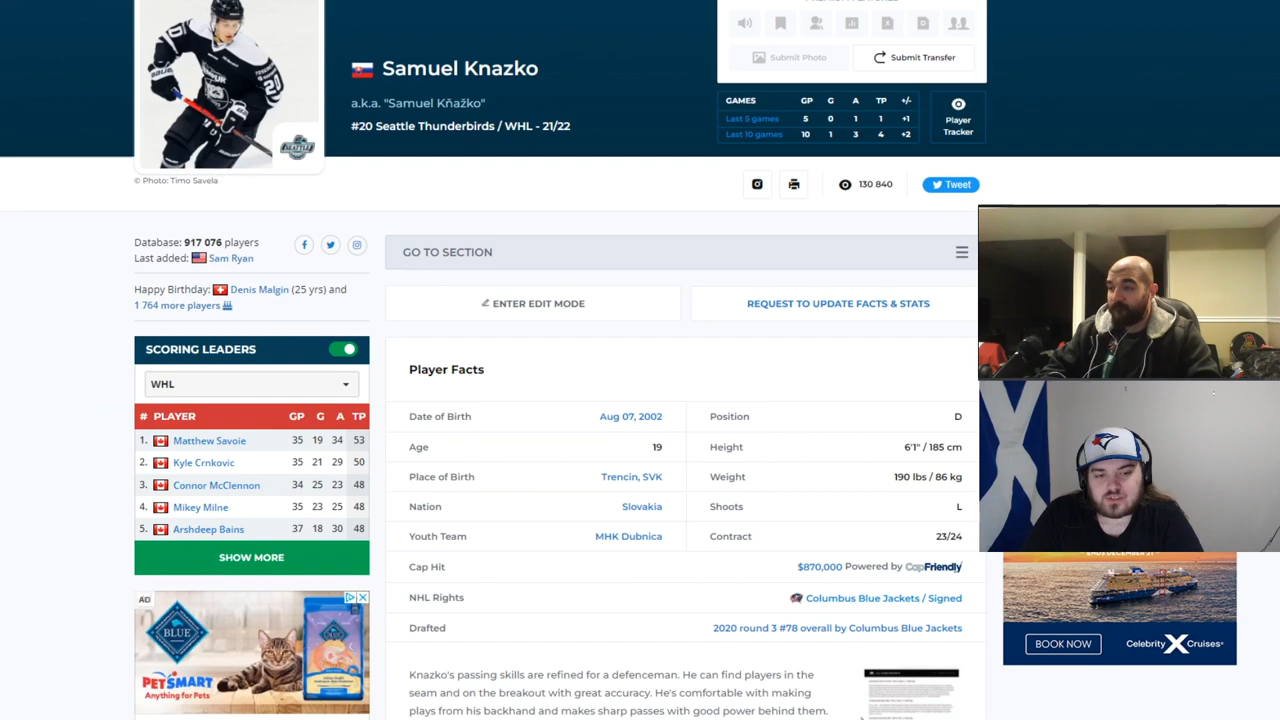 Samuel Knazko
a.k.a. "Samuel Kňažko"
#20 Seattle Thunderbirds / WHL - 21/22
© Photo: Timo Savela
Submit Photo
Submit Transfer
GAMES GP G A TP +/-
Last 5 games 5 0 1 1 +1
Last 10 games 10 1 3 4 +2
Player
Tracker
130 840
Tweet
Database: 917 076 players
Last added: Sam Ryan
Happy Birthday: Denis Malgin (25 yrs) and
1 764 more players
GO TO SECTION
ENTER EDIT MODE
REQUEST TO UPDATE FACTS & STATS
SCORING LEADERS
WHL
# PLAYER GP G A TP
1. Matthew Savoie 35 19 34 53
2. Kyle Crnkovic 35 21 29 50
3. Connor McClennon 34 25 23 48
4. Mikey Milne 35 23 25 48
5. Arshdeep Bains 37 18 30 48
SHOW MORE
Player Facts
Date of Birth Aug 07, 2002
Position D
Age 19
Height 6'1" / 185 cm
Place of Birth Trencin, SVK
Weight 190 lbs / 86 kg
Nation Slovakia
Shoots L
Youth Team MHK Dubnica
Contract 23/24
Cap Hit $870,000 Powered by CapFriendly
NHL Rights Columbus Blue Jackets / Signed
Drafted 2020 round 3 #78 overall by Columbus Blue Jackets
Knazko's passing skills are refined for a defenceman. He can find players in the
seam and on the breakout with great accuracy. He's comfortable with making
plays from his backhand and makes sharp passes with good power behind them.
AD
BLUE
PETSMART
Anything for Pets
ENDS DECEMBER 21
BOOK NOW
Celebrity X Cruises